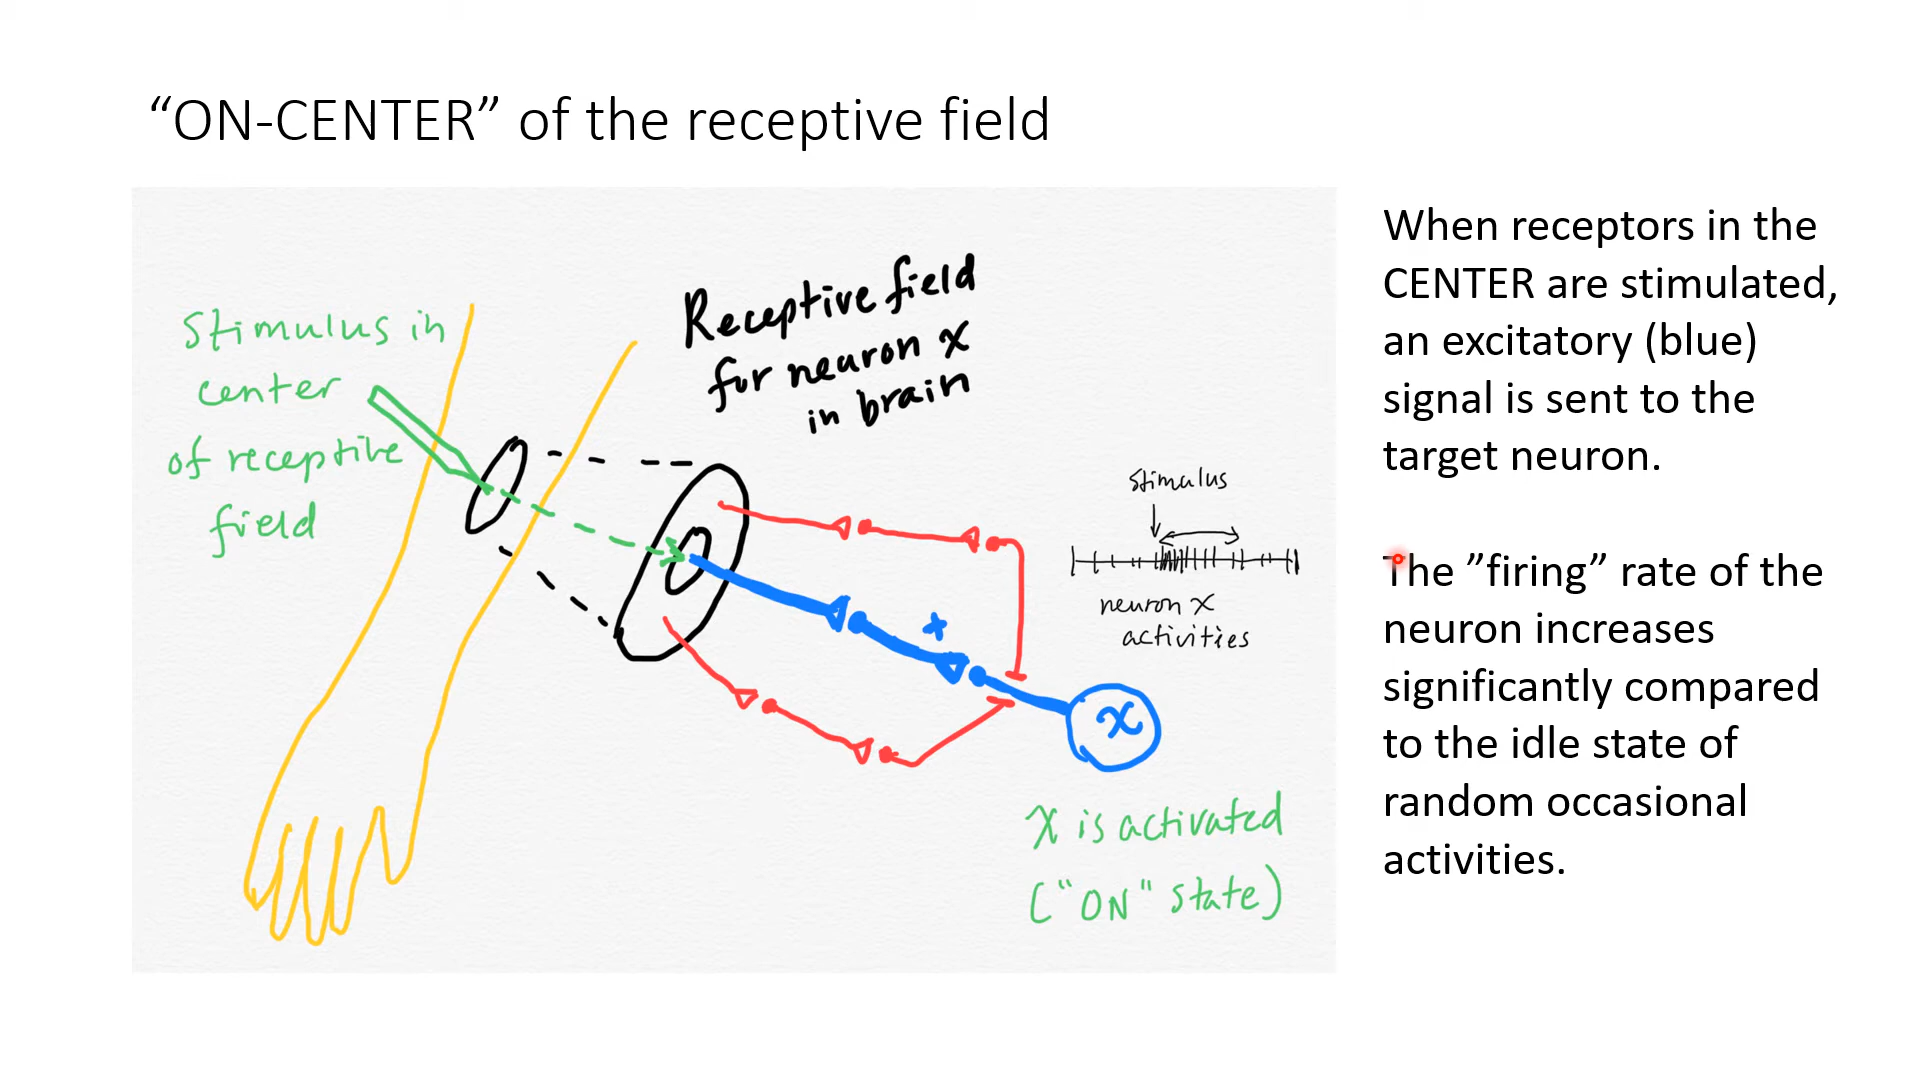 “ON-CENTER” of the receptive field
Stimulus in
center
of receptive
field
Receptive field
for neuron x
in brain
stimulus
neuron x
activities
+
x
x is activated
("ON" state)
When receptors in the
CENTER are stimulated,
an excitatory (blue)
signal is sent to the
target neuron.
The ”firing” rate of the
neuron increases
significantly compared
to the idle state of
random occasional
activities.